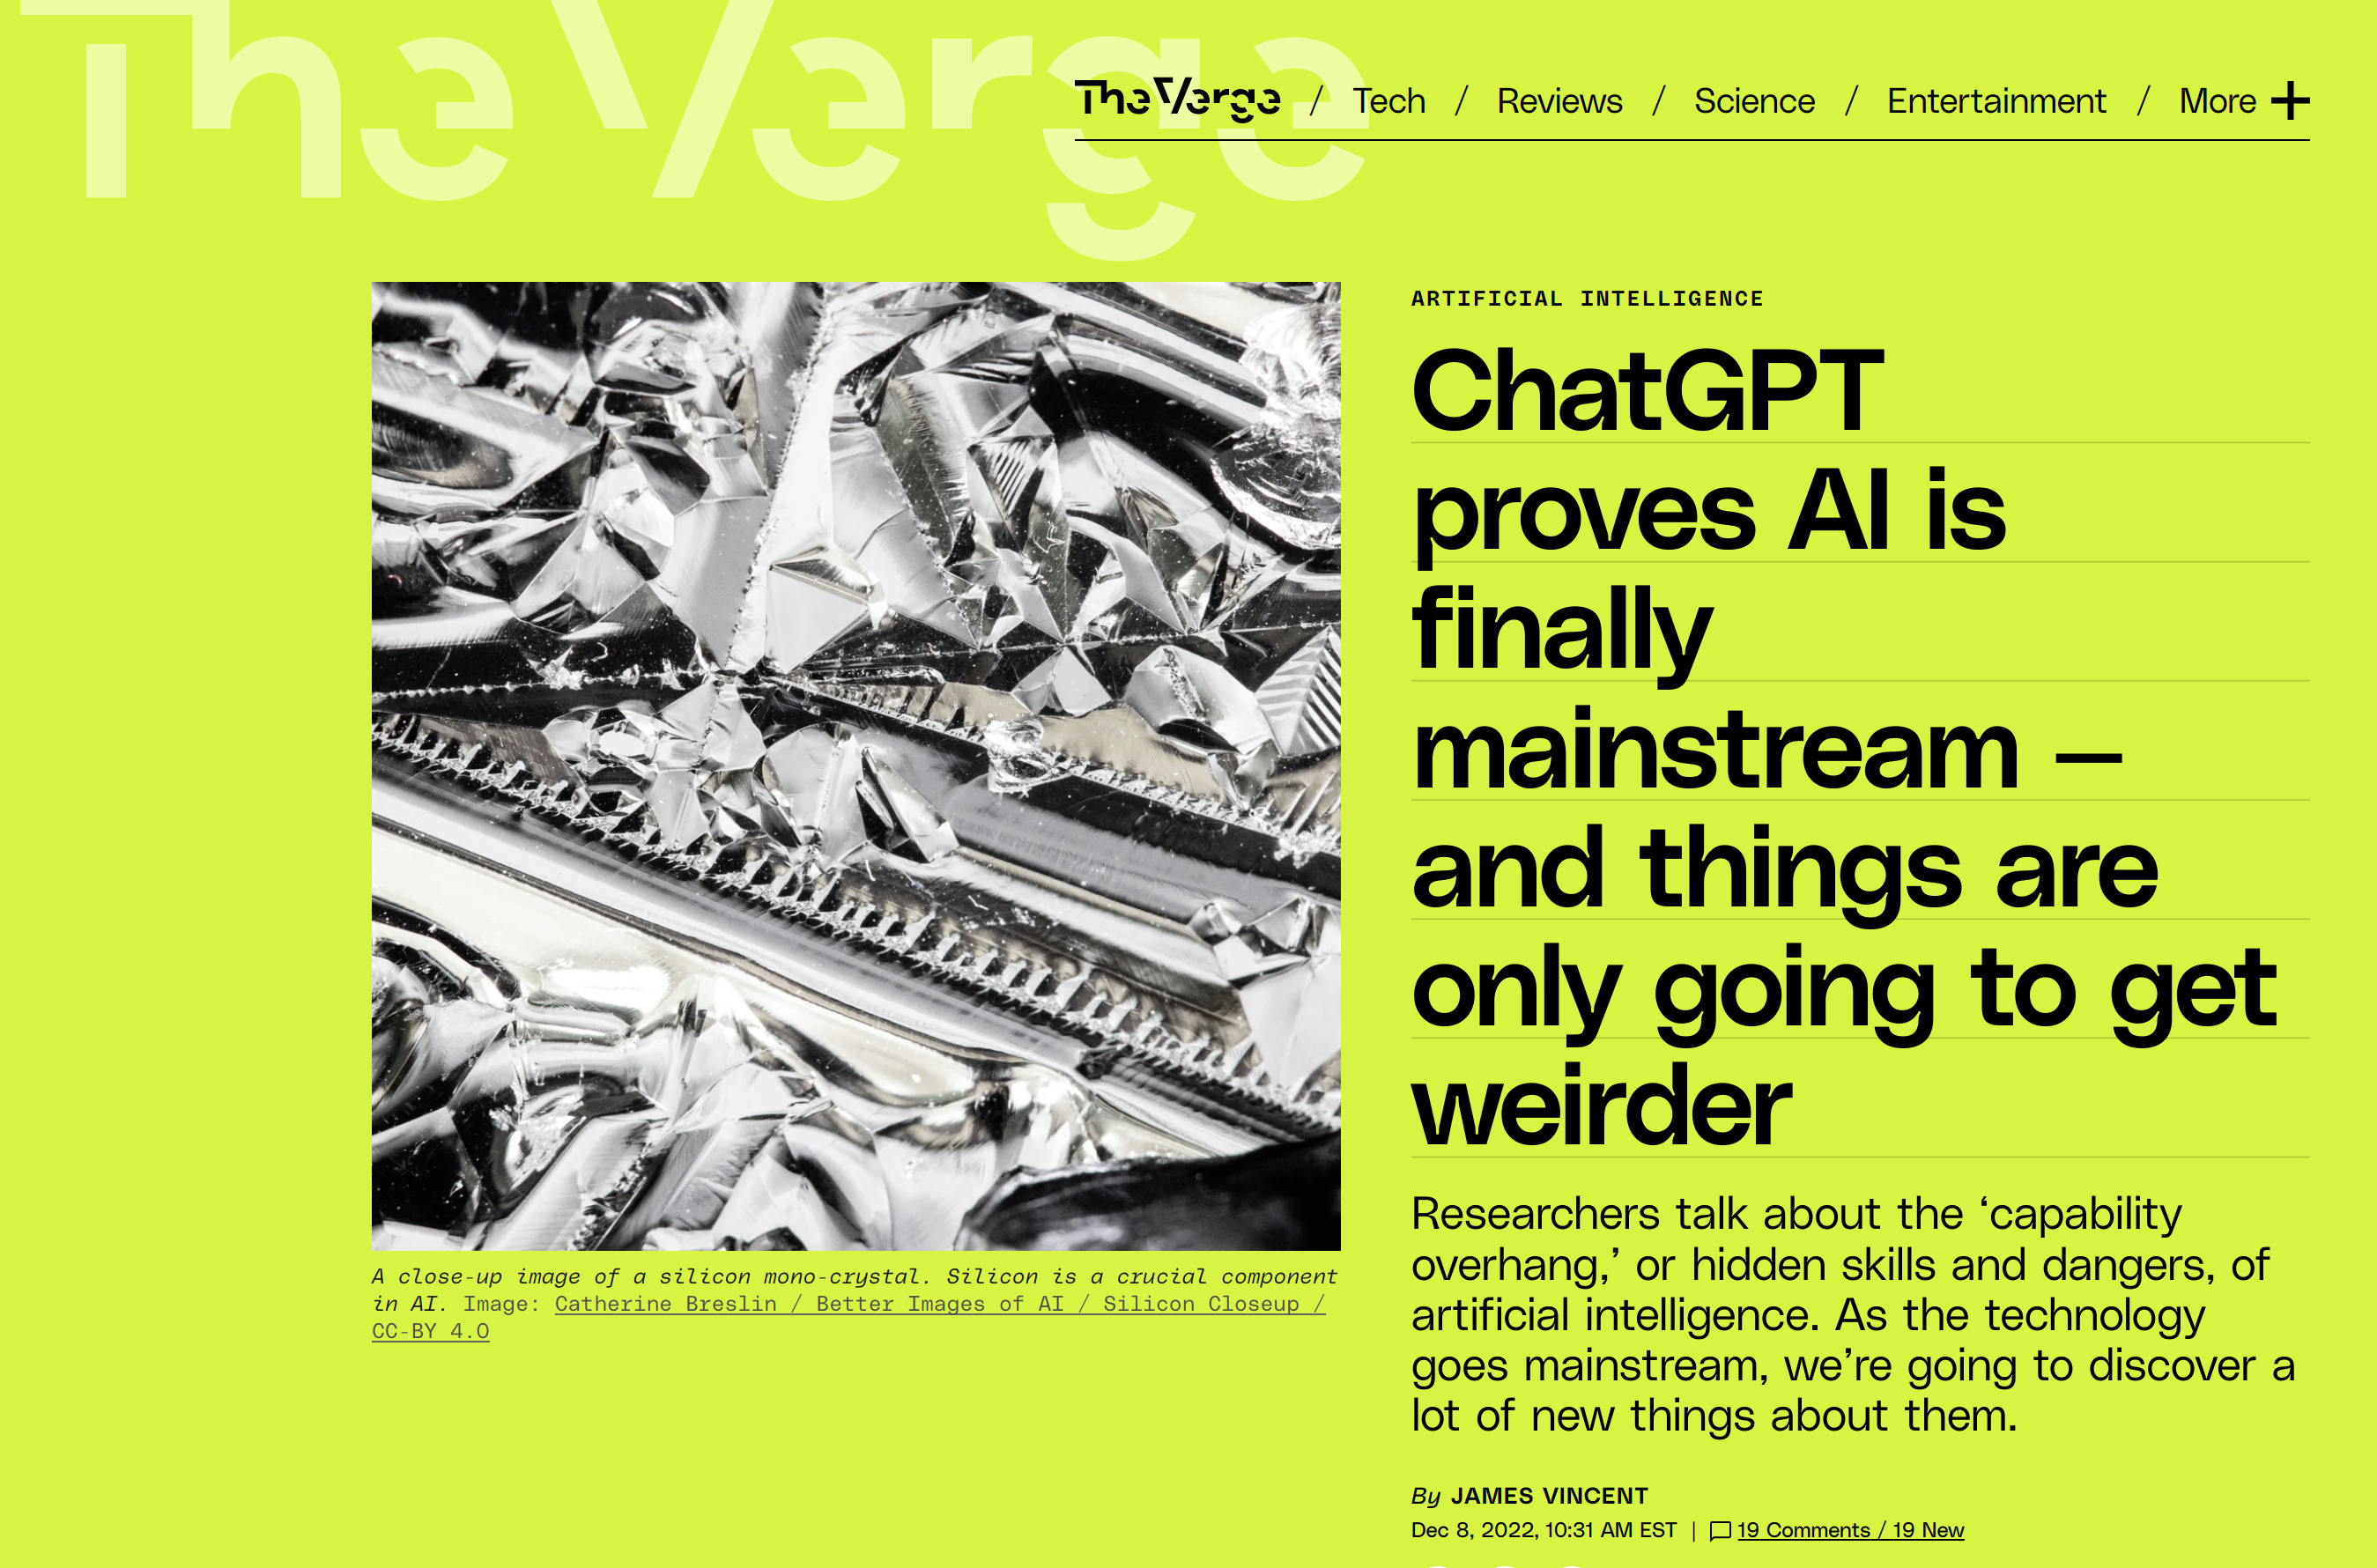 The Verge
The Verge / Tech / Reviews / Science / Entertainment / More +
ARTIFICIAL INTELLIGENCE
ChatGPT
proves AI is
finally
mainstream —
and things are
only going to get
weirder
Researchers talk about the ‘capability
overhang,’ or hidden skills and dangers, of
artificial intelligence. As the technology
goes mainstream, we’re going to discover a
lot of new things about them.
By JAMES VINCENT
Dec 8, 2022, 10:31 AM EST | 19 Comments / 19 New
A close-up image of a silicon mono-crystal. Silicon is a crucial component
in AI. Image: Catherine Breslin / Better Images of AI / Silicon Closeup /
CC-BY 4.0